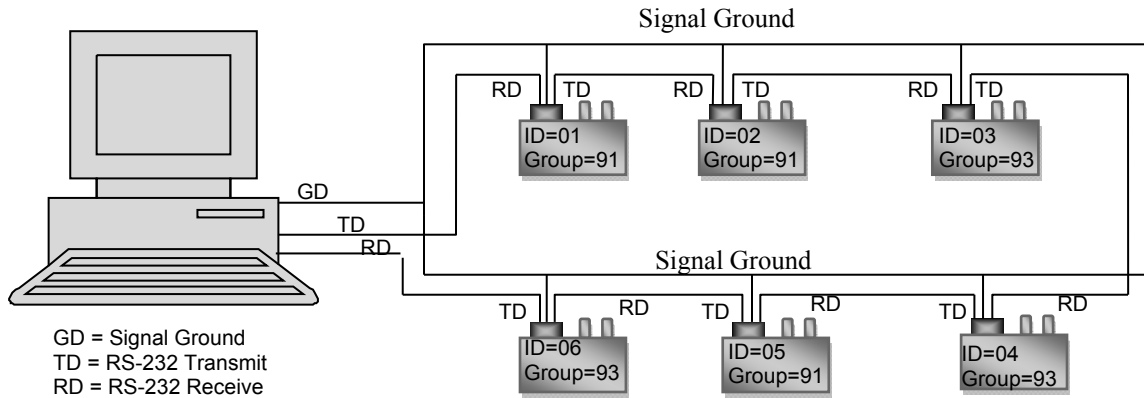 Signal Ground
RD TD RD TD RD TD
ID=01
Group=91
ID=02
Group=91
ID=03
Group=93
GD
TD
RD
Signal Ground
TD RD TD RD TD RD
ID=06
Group=93
ID=05
Group=91
ID=04
Group=93
GD = Signal Ground
TD = RS-232 Transmit
RD = RS-232 Receive